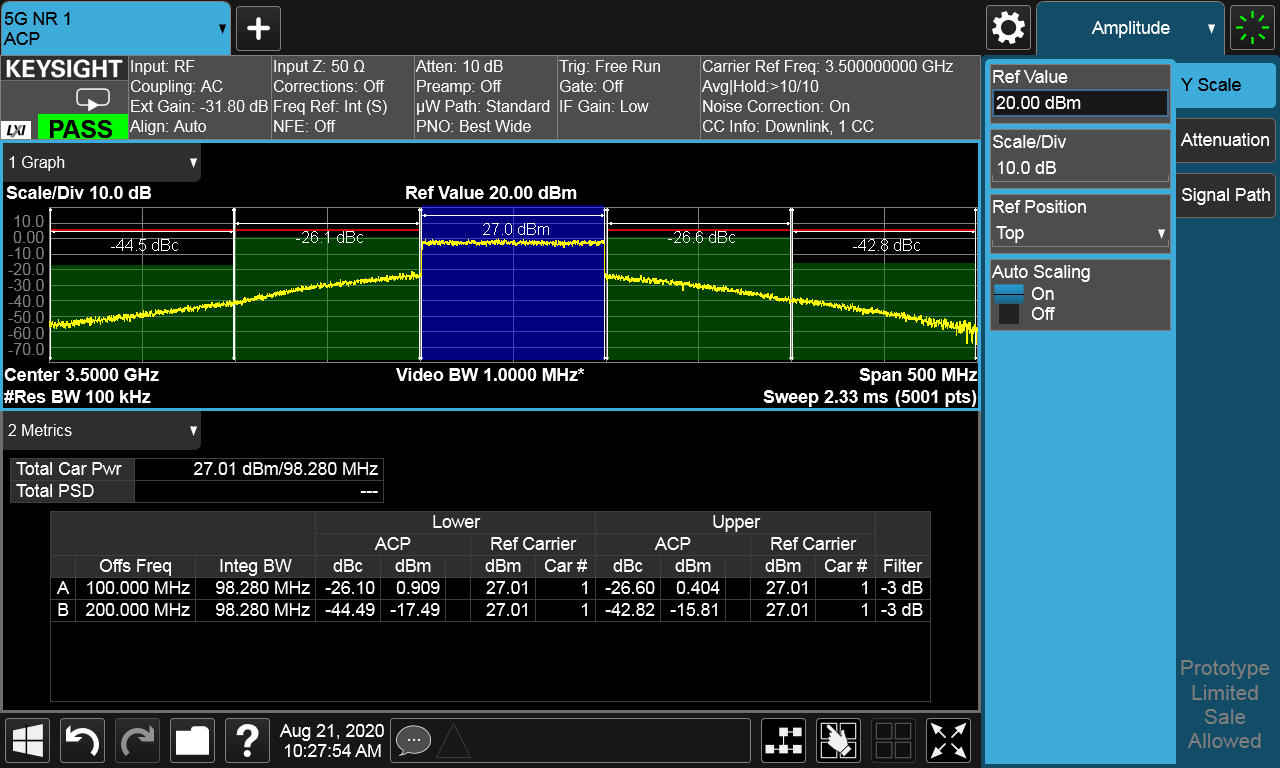 5G NR 1
ACP
Amplitude
KEYSIGHT
LXI
PASS
Input: RF
Coupling: AC
Ext Gain: -31.80 dB
Align: Auto
Input Z: 50 Ω
Corrections: Off
Freq Ref: Int (S)
NFE: Off
Atten: 10 dB
Preamp: Off
µW Path: Standard
PNO: Best Wide
Trig: Free Run
Gate: Off
IF Gain: Low
Carrier Ref Freq: 3.500000000 GHz
Avg|Hold:>10/10
Noise Correction: On
CC Info: Downlink, 1 CC
Ref Value
20.00 dBm
Scale/Div
10.0 dB
Ref Position
Top
Auto Scaling
On
Off
Y Scale
Attenuation
Signal Path
1 Graph
Scale/Div 10.0 dB Ref Value 20.00 dBm
10.0
0.00
-10.0
-20.0
-30.0
-40.0
-50.0
-60.0
-70.0
-44.5 dBc -26.1 dBc 27.0 dBm -26.6 dBc -42.8 dBc
Center 3.5000 GHz Video BW 1.0000 MHz* Span 500 MHz
#Res BW 100 kHz Sweep 2.33 ms (5001 pts)
2 Metrics
Total Car Pwr 27.01 dBm/98.280 MHz
Total PSD ---
Lower Upper
ACP Ref Carrier ACP Ref Carrier
Offs Freq Integ BW dBc dBm dBm Car # dBc dBm dBm Car # Filter
A 100.000 MHz 98.280 MHz -26.10 0.909 27.01 1 -26.60 0.404 27.01 1 -3 dB
B 200.000 MHz 98.280 MHz -44.49 -17.49 27.01 1 -42.82 -15.81 27.01 1 -3 dB
Prototype
Limited
Sale
Allowed
?
Aug 21, 2020
10:27:54 AM